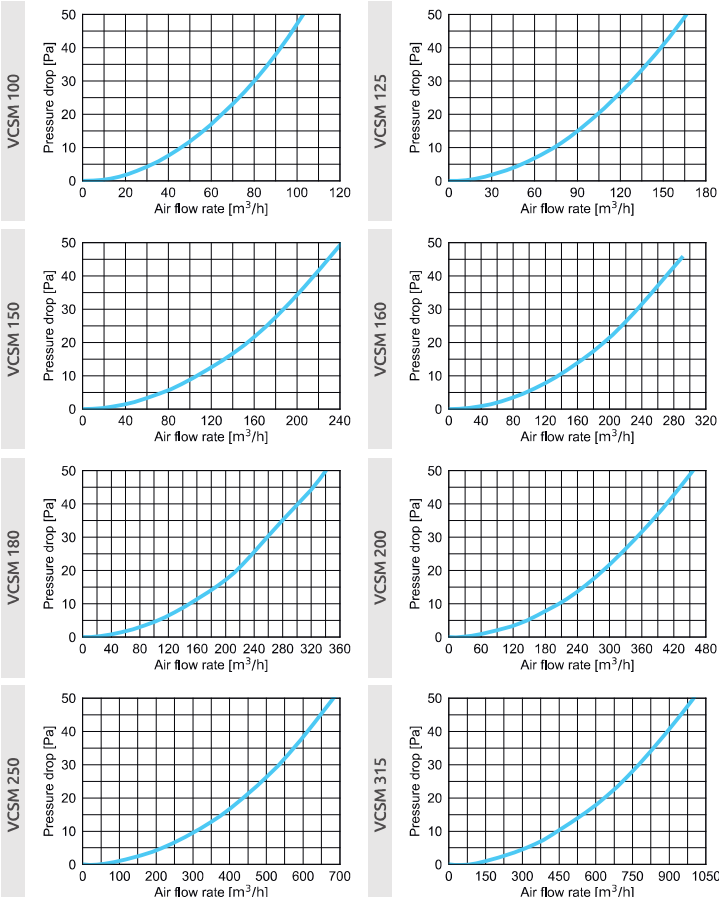 VCSM 100
Pressure drop [Pa]
50
40
30
20
10
0
0 20 40 60 80 100 120
Air flow rate [m³/h]
VCSM 125
Pressure drop [Pa]
50
40
30
20
10
0
0 30 60 90 120 150 180
Air flow rate [m³/h]
VCSM 150
Pressure drop [Pa]
50
40
30
20
10
0
0 40 80 120 160 200 240
Air flow rate [m³/h]
VCSM 160
Pressure drop [Pa]
50
40
30
20
10
0
0 40 80 120 160 200 240 280 320
Air flow rate [m³/h]
VCSM 180
Pressure drop [Pa]
50
40
30
20
10
0
0 40 80 120 160 200 240 280 320 360
Air flow rate [m³/h]
VCSM 200
Pressure drop [Pa]
50
40
30
20
10
0
0 60 120 180 240 300 360 420 480
Air flow rate [m³/h]
VCSM 250
Pressure drop [Pa]
50
40
30
20
10
0
0 100 200 300 400 500 600 700
Air flow rate [m³/h]
VCSM 315
Pressure drop [Pa]
50
40
30
20
10
0
0 150 300 450 600 750 900 1050
Air flow rate [m³/h]